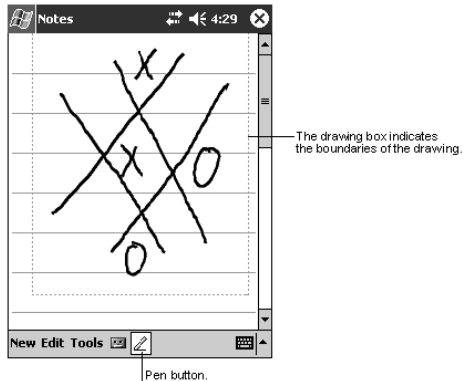 Notes 4:29
X
X
O
O
The drawing box indicates
the boundaries of the drawing.
New Edit Tools
Pen button.